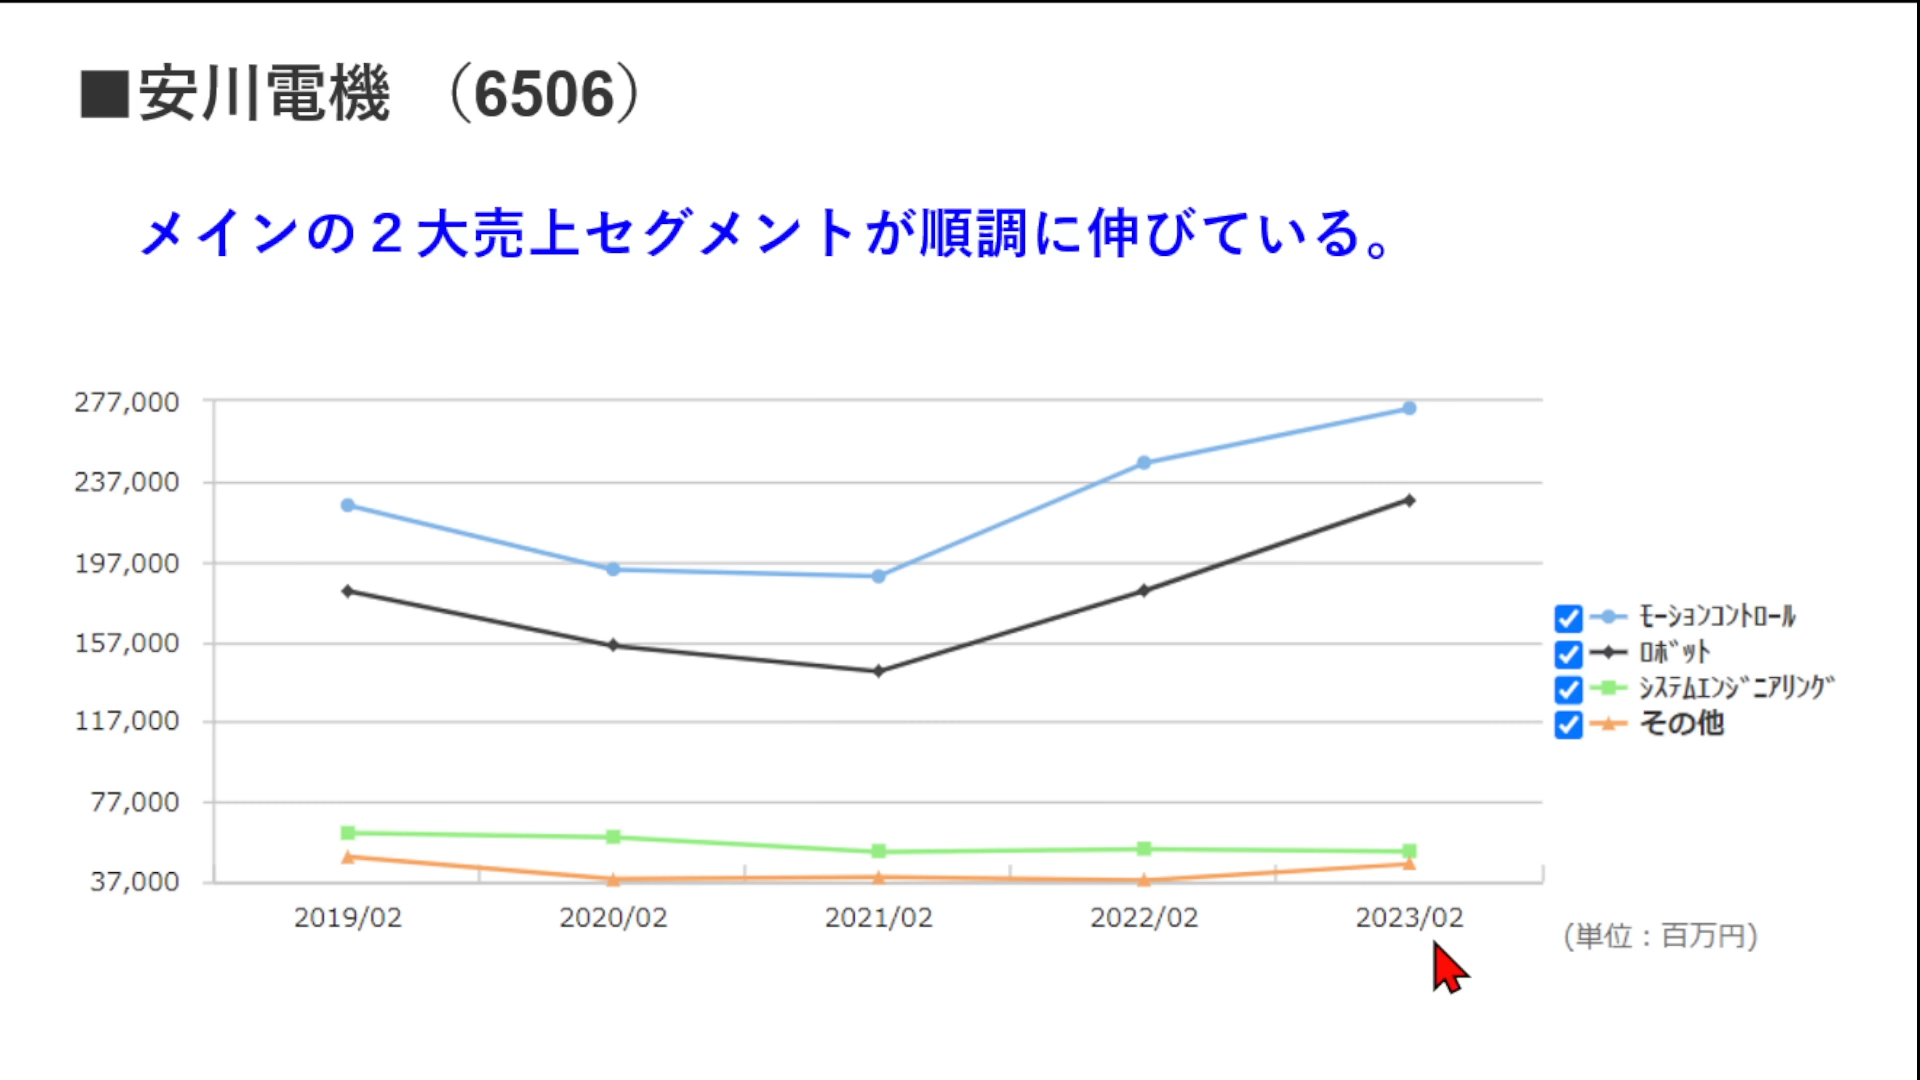 ■安川電機 （6506）
メインの２大売上セグメントが順調に伸びている。
277,000
237,000
197,000
157,000
117,000
77,000
37,000
2019/02 2020/02 2021/02 2022/02 2023/02
ﾓｰｼｮﾝｺﾝﾄﾛｰﾙ
ﾛﾎﾞｯﾄ
ｼｽﾃﾑｴﾝｼﾞﾆｱﾘﾝｸﾞ
その他
(単位：百万円)